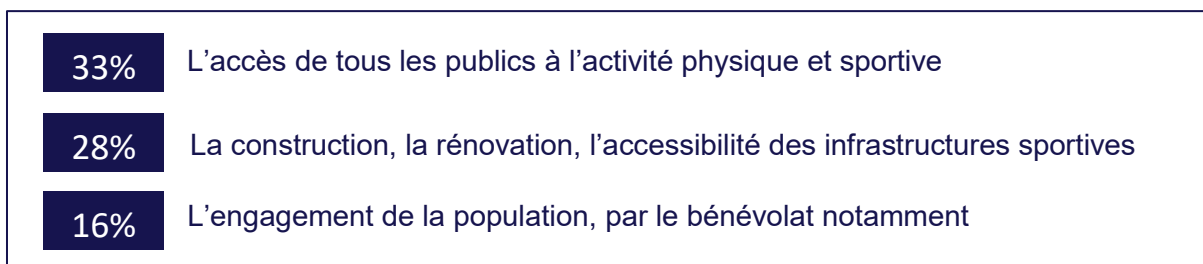 33% L’accès de tous les publics à l’activité physique et sportive
28% La construction, la rénovation, l’accessibilité des infrastructures sportives
16% L’engagement de la population, par le bénévolat notamment